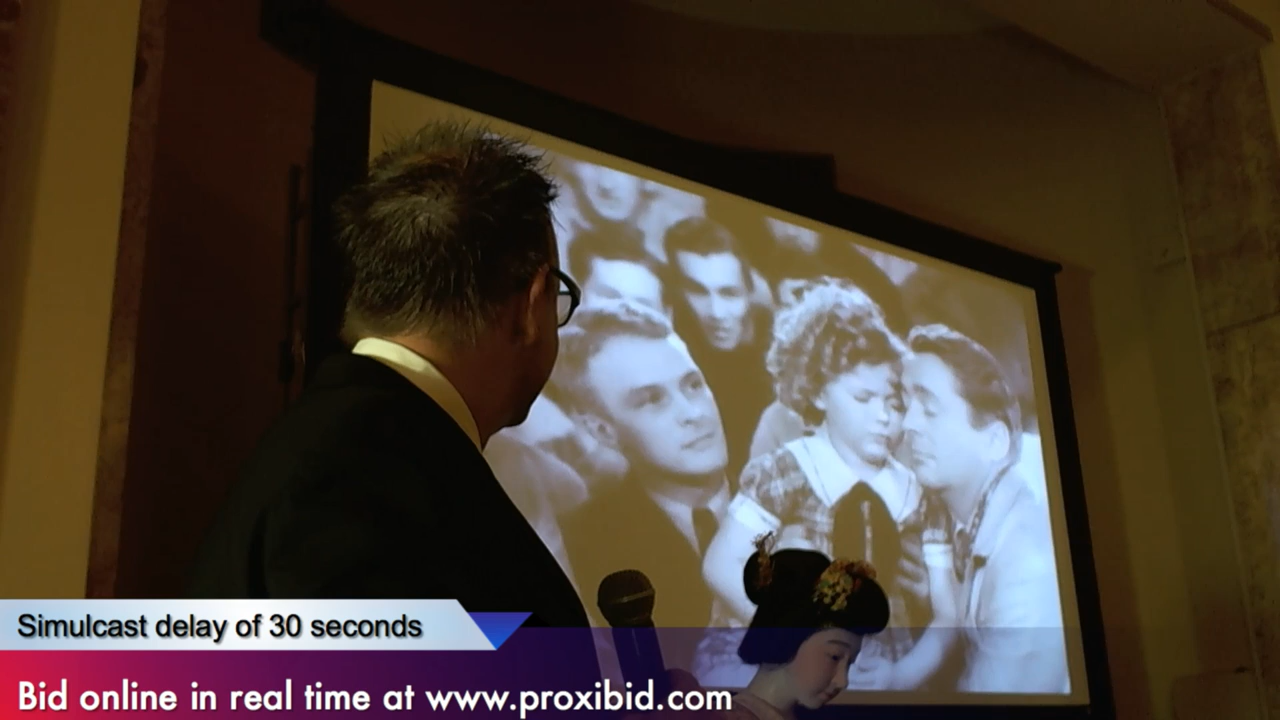 Simulcast delay of 30 seconds
Bid online in real time at www.proxibid.com